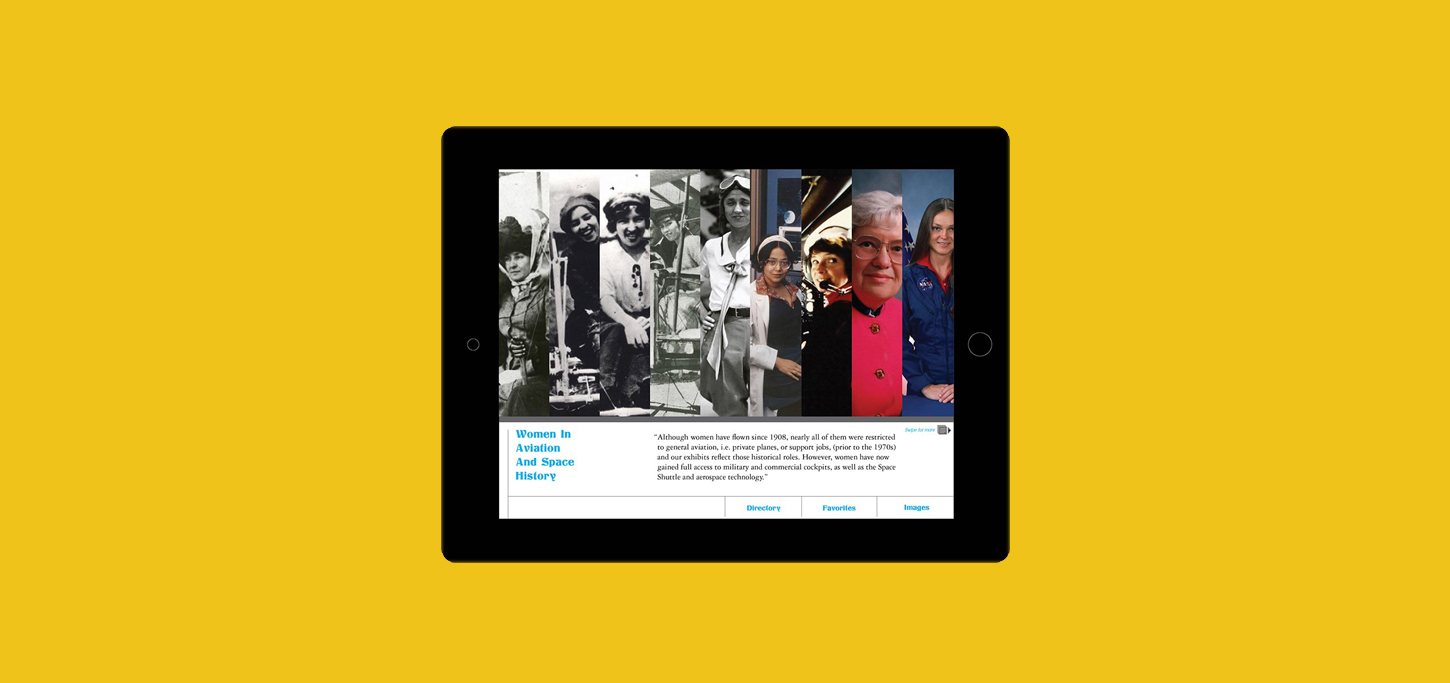 Women In
Aviation
And Space
History
“Although women have flown since 1908, nearly all of them were restricted
to general aviation, i.e. private planes, or support jobs, (prior to the 1970s)
and our exhibits reflect those historical roles. However, women have now
gained full access to military and commercial cockpits, as well as the Space
Shuttle and aerospace technology.”
Swipe for more
Directory
Favorites
Images
NASA